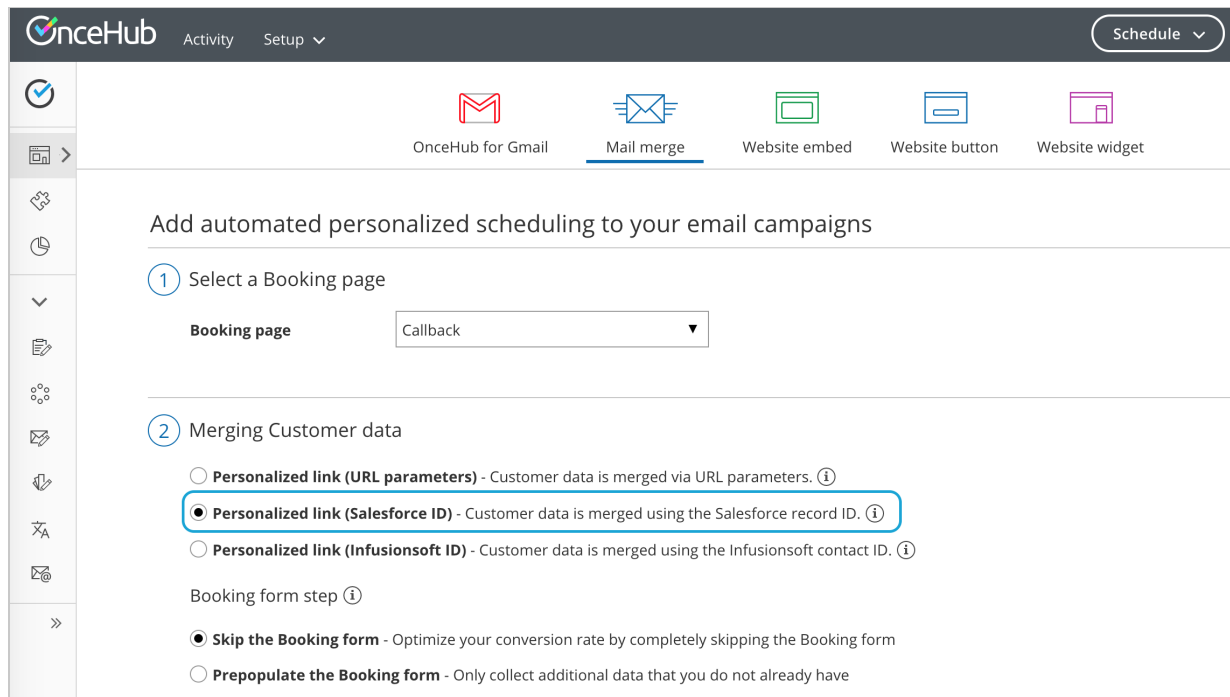 OnceHub Activity Setup Schedule
OnceHub for Gmail Mail merge Website embed Website button Website widget
Add automated personalized scheduling to your email campaigns
1 Select a Booking page
Booking page Callback
2 Merging Customer data
Personalized link (URL parameters) - Customer data is merged via URL parameters. i
Personalized link (Salesforce ID) - Customer data is merged using the Salesforce record ID. i
Personalized link (Infusionsoft ID) - Customer data is merged using the Infusionsoft contact ID. i
Booking form step i
Skip the Booking form - Optimize your conversion rate by completely skipping the Booking form
Prepopulate the Booking form - Only collect additional data that you do not already have